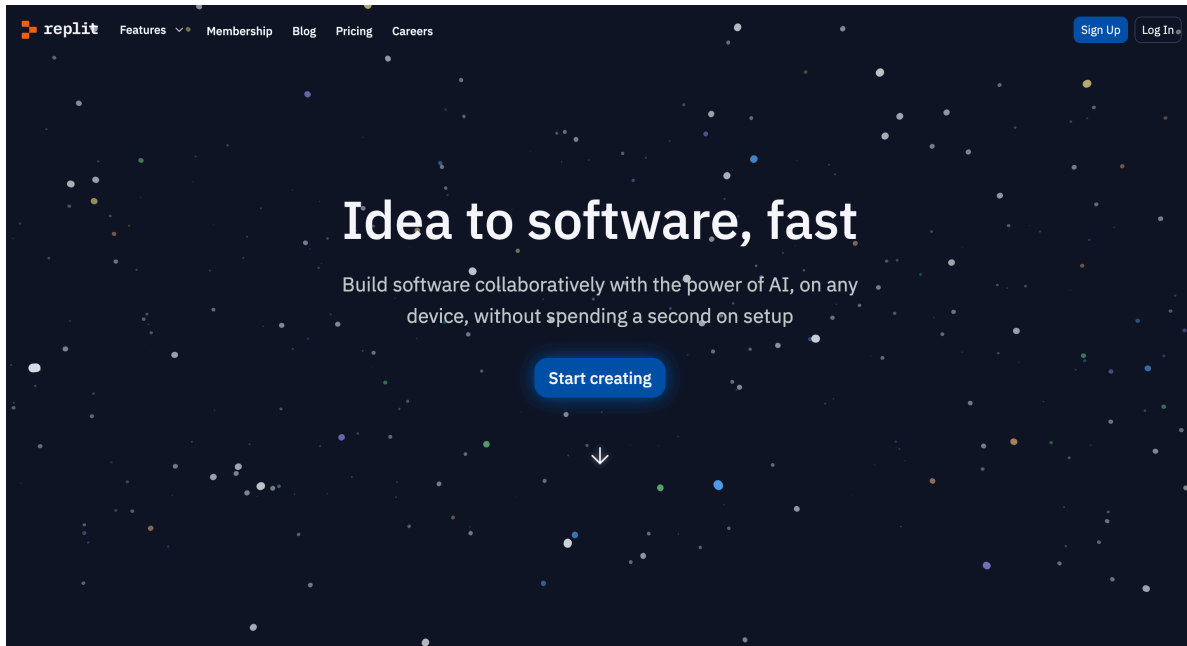 replit
Features
Membership
Blog
Pricing
Careers
Sign Up
Log In
Idea to software, fast
Build software collaboratively with the power of AI, on any
device, without spending a second on setup
Start creating